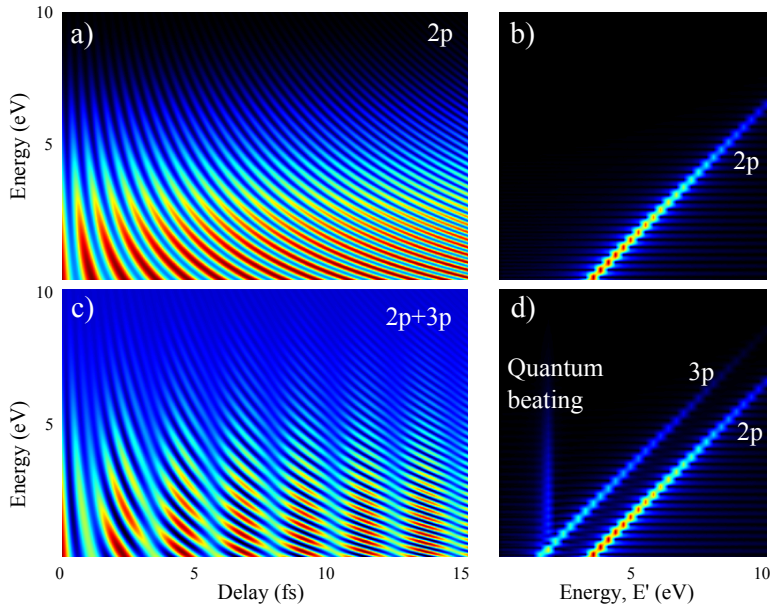 10
a)
2p
b)
Energy (eV)
5
2p
10
c)
2p+3p
d)
Quantum
beating
3p
2p
Energy (eV)
5
0
5
10
15
Delay (fs)
5
10
Energy, E' (eV)